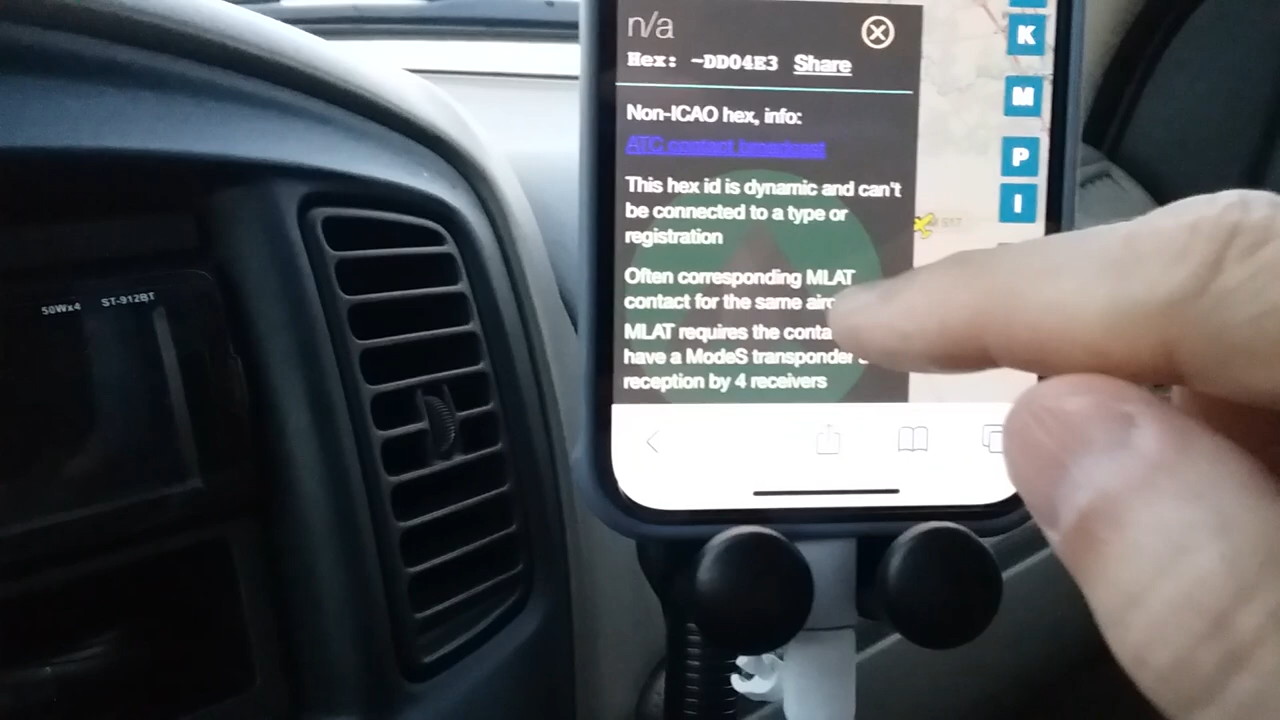 n/a
Hex: ~DD04E3 Share
Non-ICAO hex, info:
ATC contact broadcast
This hex id is dynamic and can't
be connected to a type or
registration
Often corresponding MLAT
contact for the same
MLAT requires the
have a ModeS transponder
reception by 4 receivers
K
M
P
I
50Wx4 ST-912BT